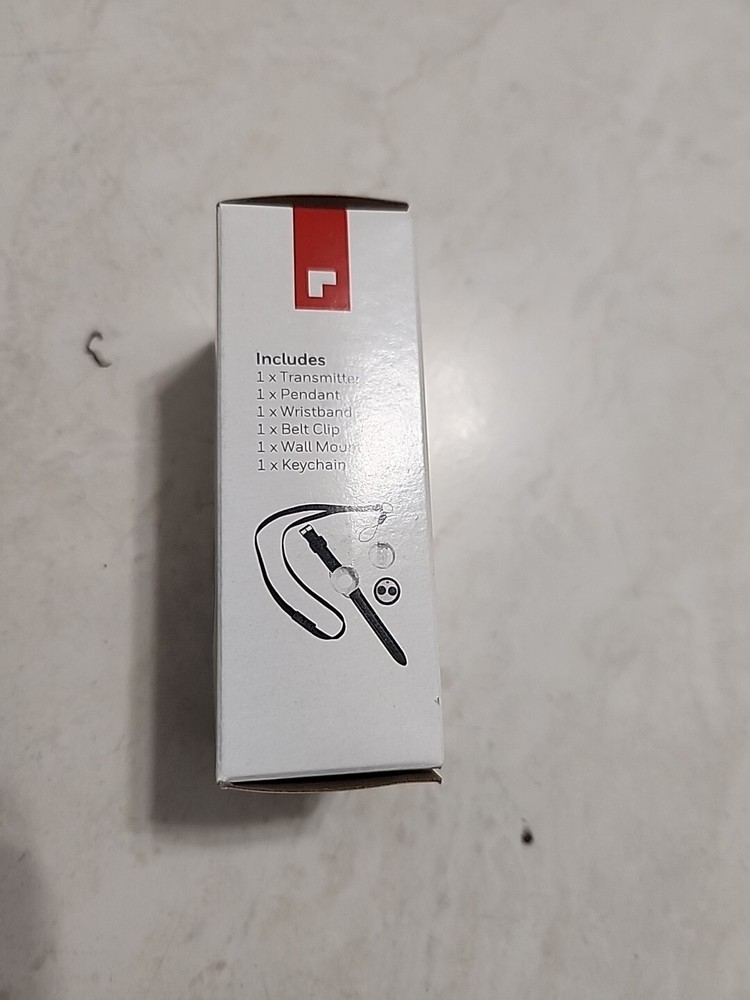 Includes
1 x Transmitter
1 x Pendant
1 x Wristband
1 x Belt Clip
1 x Wall Mount
1 x Keychain